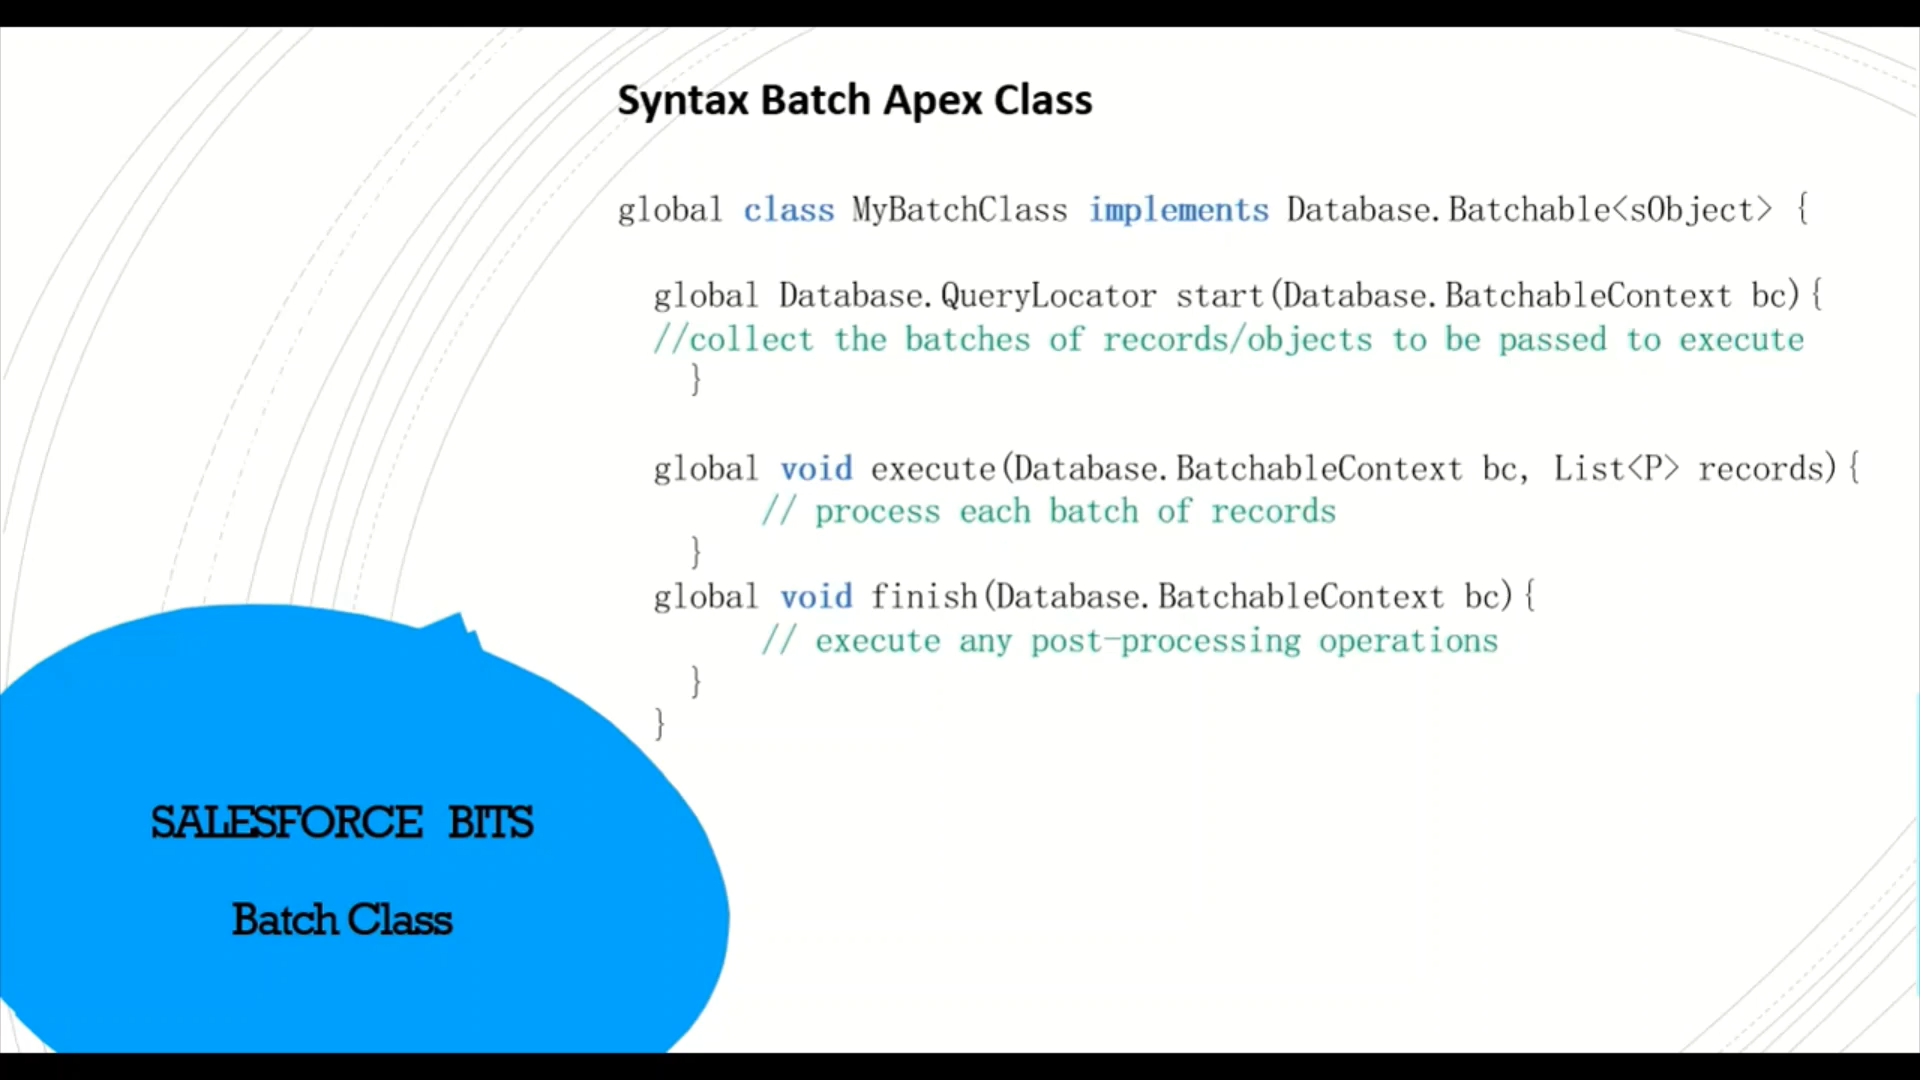 Syntax Batch Apex Class
global class MyBatchClass implements Database.Batchable<sObject> {
global Database.QueryLocator start(Database.BatchableContext bc){
//collect the batches of records/objects to be passed to execute
}
global void execute(Database.BatchableContext bc, List<P> records){
// process each batch of records
}
global void finish(Database.BatchableContext bc){
// execute any post-processing operations
}
}
SALESFORCE BITS
Batch Class